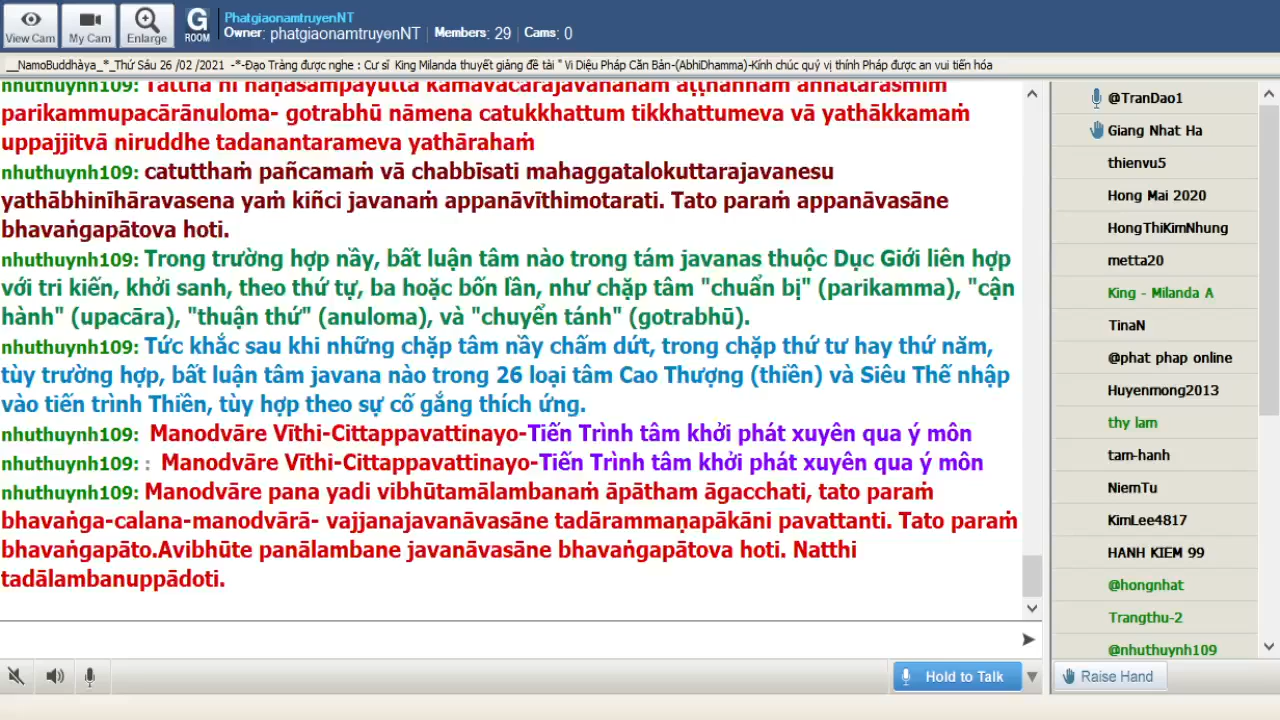 PhatgiaonamtruyenNT
Owner: phatgiaonamtruyenNT Members: 29 Cams: 0
View Cam My Cam Enlarge G ROOM
__NamoBuddhàya_*_Thứ Sáu 26 /02 /2021 -*-Đạo Tràng được nghe : Cư sĩ King Milanda thuyết giảng đề tài " Vi Diệu Pháp Căn Bản-(AbhiDhamma)-Kính chúc quý vị thính Pháp được an vui tiến hóa
nhuthuynh109: Tattha hi ñāṇasampayutta kāmāvacarajavanānam aṭṭhannam aññatarasmiṁ
parikammupacārānuloma- gotrabhū nāmena catukkhattum tikkhattumeva vā yathākkamaṁ
uppajjitvā niruddhe tadanantarameva yathārahaṁ
nhuthuynh109: catutthaṁ pañcamaṁ vā chabbīsati mahaggatalokuttarajavanesu
yathābhinīhāravasena yaṁ kiñci javanaṁ appanāvīthimotarati. Tato paraṁ appanāvasāne
bhavaṅgapātova hoti.
nhuthuynh109: Trong trường hợp nầy, bất luận tâm nào trong tám javanas thuộc Dục Giới liên hợp
với tri kiến, khởi sanh, theo thứ tự, ba hoặc bốn lần, như chặp tâm "chuẩn bị" (parikamma), "cận
hành" (upacāra), "thuận thứ" (anuloma), và "chuyển tánh" (gotrabhū).
nhuthuynh109: Tức khắc sau khi những chặp tâm nầy chấm dứt, trong chặp thứ tư hay thứ năm,
tùy trường hợp, bất luận tâm javana nào trong 26 loại tâm Cao Thượng (thiền) và Siêu Thế nhập
vào tiến trình Thiền, tùy hợp theo sự cố gắng thích ứng.
nhuthuynh109: Manodvāre Vīthi-Cittappavattinayo-Tiến Trình tâm khởi phát xuyên qua ý môn
nhuthuynh109: : Manodvāre Vīthi-Cittappavattinayo-Tiến Trình tâm khởi phát xuyên qua ý môn
nhuthuynh109: Manodvāre pana yadi vibhūtamālambanaṁ āpātham āgacchati, tato paraṁ
bhavaṅga-calana-manodvārā- vajjanajavanāvasāne tadārammaṇapākāni pavattanti. Tato paraṁ
bhavaṅgapāto.Avibhūte panālambane javanāvasāne bhavaṅgapātova hoti. Natthi
tadālambanuppādoti.
@TranDao1
Giang Nhat Ha
thienvu5
Hong Mai 2020
HongThiKimNhung
metta20
King - Milanda A
TinaN
@phat phap online
Huyenmong2013
thy lam
tam-hanh
NiemTu
KimLee4817
HANH KIEM 99
@hongnhat
Trangthu-2
@nhuthuynh109
Hold to Talk
Raise Hand